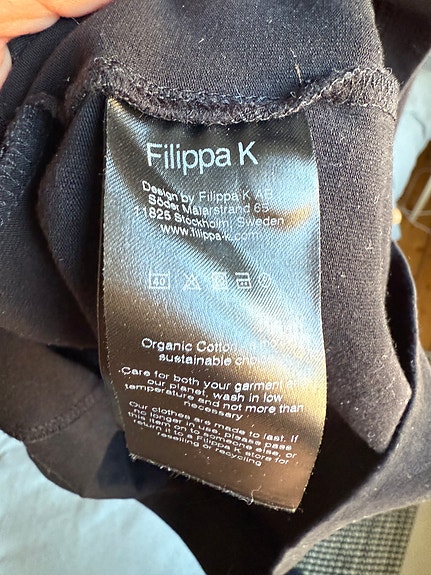 Filippa K
Design by Filippa K AB
Söder Mälarstrand 65
11825 Stockholm, Sweden
www.filippa-k.com
40
Organic Cotton
sustainable
Care for both your garment
our planet, wash in low
temperature and not more than
necessary
Our clothes are made to last. If
no longer in use, please pass
the item on to someone else, or
return it to a Filippa K store for
reselling or recycling